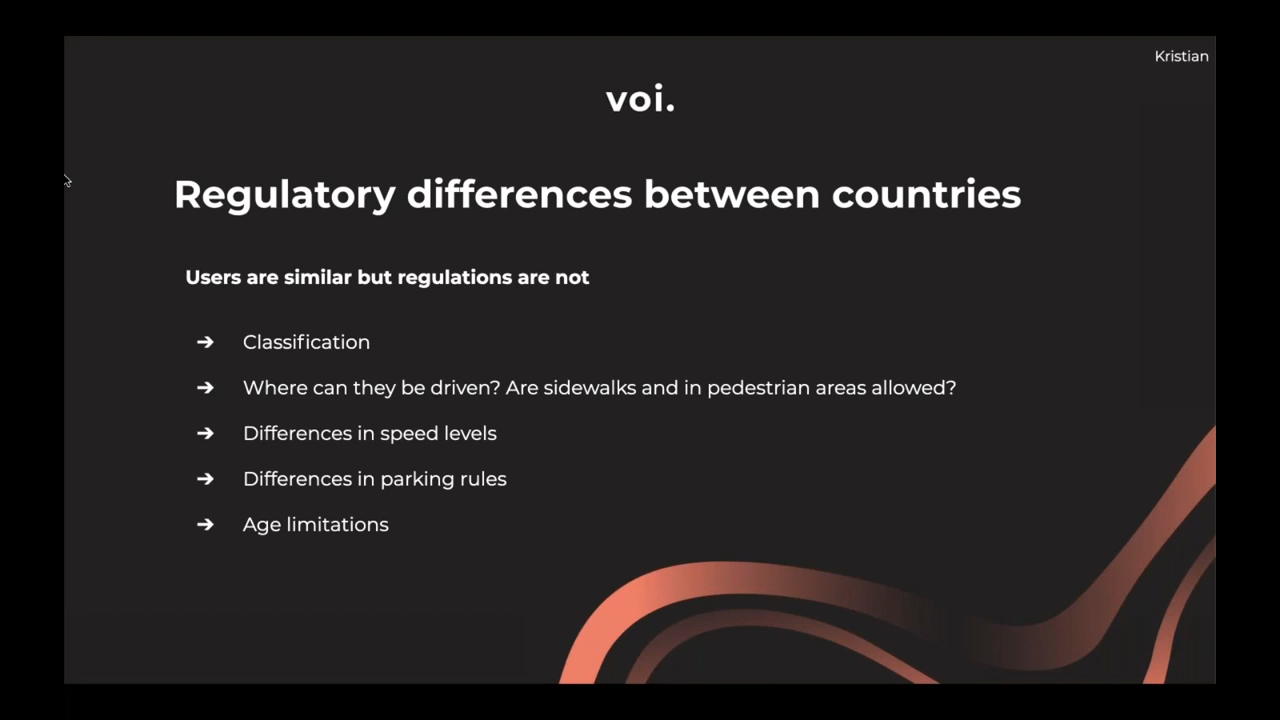 Kristian
voi.
Regulatory differences between countries
Users are similar but regulations are not
➔ Classification
➔ Where can they be driven? Are sidewalks and in pedestrian areas allowed?
➔ Differences in speed levels
➔ Differences in parking rules
➔ Age limitations